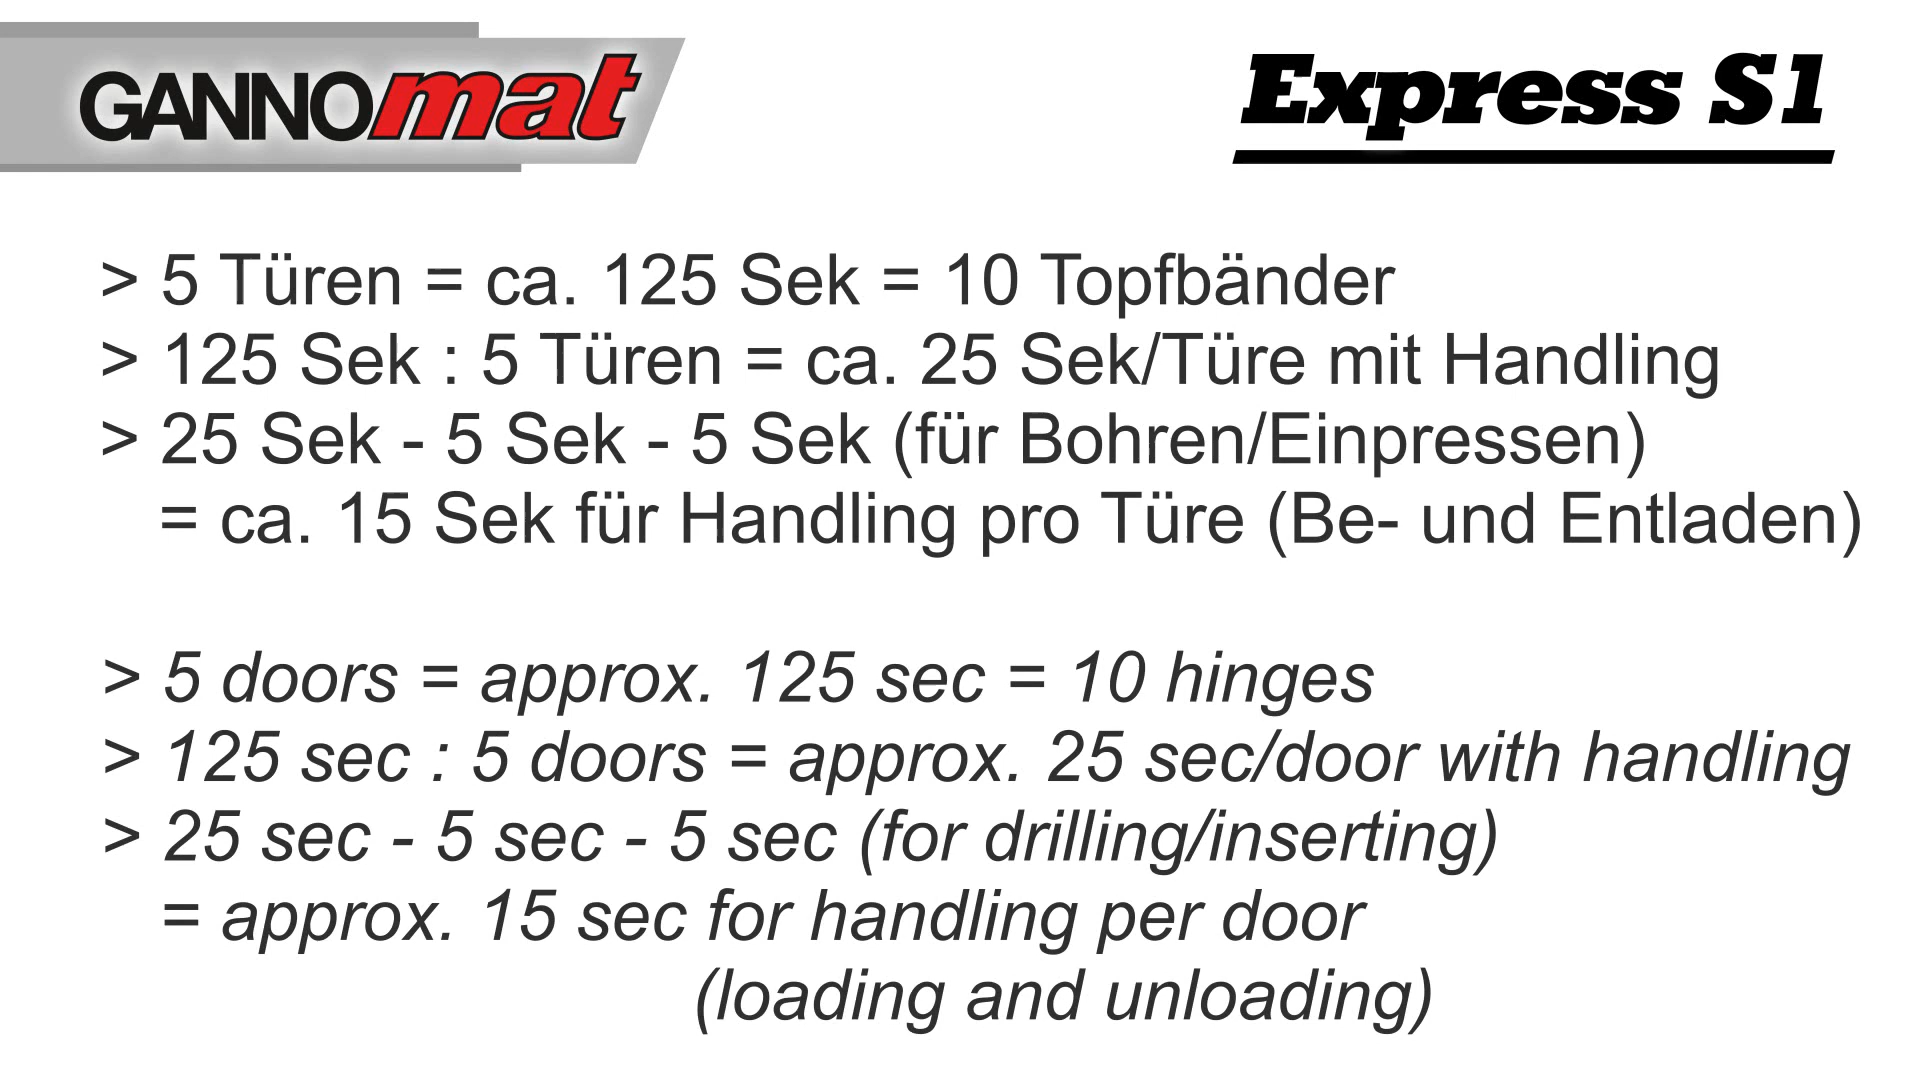 GANNOmat
Express S1
> 5 Türen = ca. 125 Sek = 10 Topfbänder
> 125 Sek : 5 Türen = ca. 25 Sek/Türe mit Handling
> 25 Sek - 5 Sek - 5 Sek (für Bohren/Einpressen)
= ca. 15 Sek für Handling pro Türe (Be- und Entladen)
> 5 doors = approx. 125 sec = 10 hinges
> 125 sec : 5 doors = approx. 25 sec/door with handling
> 25 sec - 5 sec - 5 sec (for drilling/inserting)
= approx. 15 sec for handling per door
(loading and unloading)